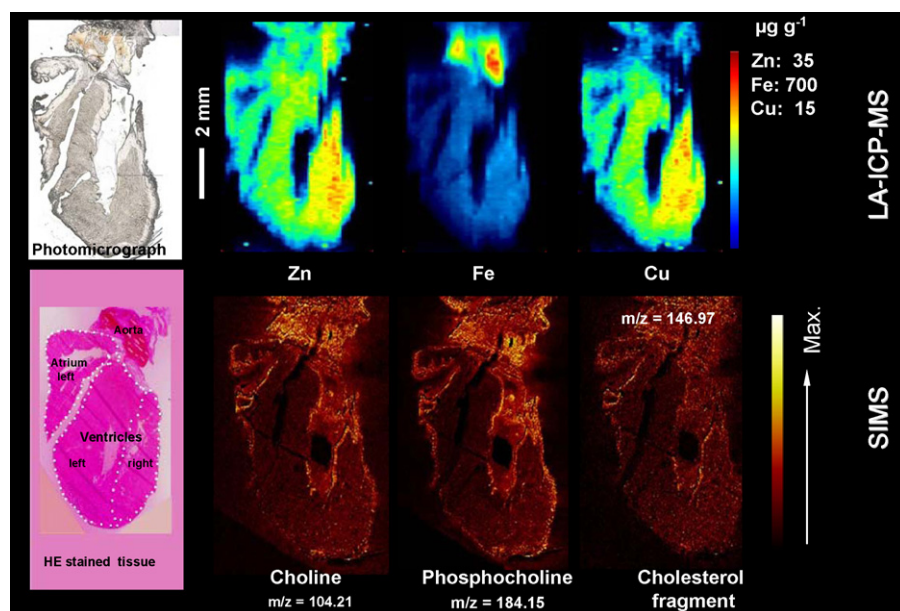 Photomicrograph
2 mm
Zn
Fe
Cu
µg g⁻¹
Zn: 35
Fe: 700
Cu: 15
LA-ICP-MS
Aorta
Atrium
left
Ventricles
left right
HE stained tissue
m/z = 146.97
Max.
SIMS
Choline
m/z = 104.21
Phosphocholine
m/z = 184.15
Cholesterol
fragment